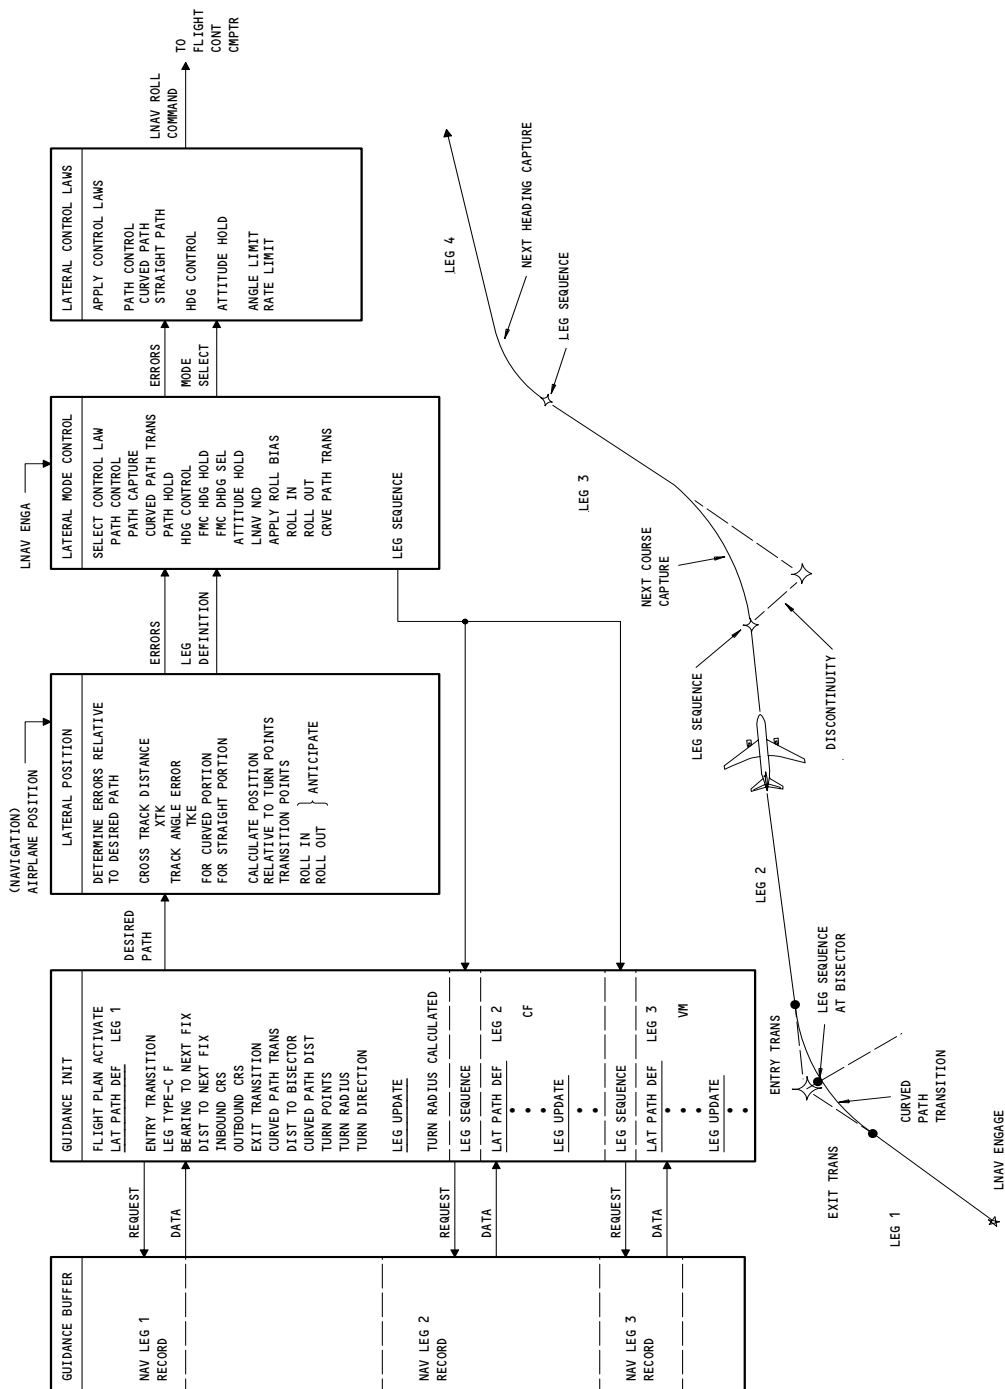 GUIDANCE BUFFER
NAV LEG 1
RECORD
NAV LEG 2
RECORD
NAV LEG 3
RECORD
REQUEST
DATA
REQUEST
DATA
REQUEST
DATA
GUIDANCE INIT
FLIGHT PLAN ACTIVATE
LAT PATH DEF LEG 1
ENTRY TRANSITION
LEG TYPE-C F
BEARING TO NEXT FIX
DIST TO NEXT FIX
INBOUND CRS
OUTBOUND CRS
EXIT TRANSITION
CURVED PATH TRANS
DIST TO BISECTOR
CURVED PATH DIST
TURN POINTS
TURN RADIUS
TURN DIRECTION
LEG UPDATE
TURN RADIUS CALCULATED
LEG SEQUENCE
LAT PATH DEF LEG 2
CF
LEG UPDATE
LEG SEQUENCE
LAT PATH DEF LEG 3
VM
LEG UPDATE
DESIRED
PATH
(NAVIGATION)
AIRPLANE POSITION
LATERAL POSITION
DETERMINE ERRORS RELATIVE
TO DESIRED PATH
CROSS TRACK DISTANCE
XTK
TRACK ANGLE ERROR
TKE
FOR CURVED PORTION
FOR STRAIGHT PORTION
CALCULATE POSITION
RELATIVE TO TURN POINTS
TRANSITION POINTS
ROLL IN
ROLL OUT
ANTICIPATE
ERRORS
LEG
DEFINITION
LNAV ENGA
LATERAL MODE CONTROL
SELECT CONTROL LAW
PATH CONTROL
PATH CAPTURE
CURVED PATH TRANS
PATH HOLD
HDG CONTROL
FMC HDG HOLD
FMC DHDG SEL
ATTITUDE HOLD
LNAV NCD
APPLY ROLL BIAS
ROLL IN
ROLL OUT
CRVE PATH TRANS
LEG SEQUENCE
ERRORS
MODE
SELECT
LATERAL CONTROL LAWS
APPLY CONTROL LAWS
PATH CONTROL
CURVED PATH
STRAIGHT PATH
HDG CONTROL
ATTITUDE HOLD
ANGLE LIMIT
RATE LIMIT
LNAV ROLL
COMMAND
TO
FLIGHT
CONT
CMPTR
LNAV ENGAGE
LEG 1
EXIT TRANS
CURVED
PATH
TRANSITION
ENTRY TRANS
LEG SEQUENCE
AT BISECTOR
LEG 2
LEG SEQUENCE
DISCONTINUITY
NEXT COURSE
CAPTURE
LEG 3
LEG SEQUENCE
NEXT HEADING CAPTURE
LEG 4